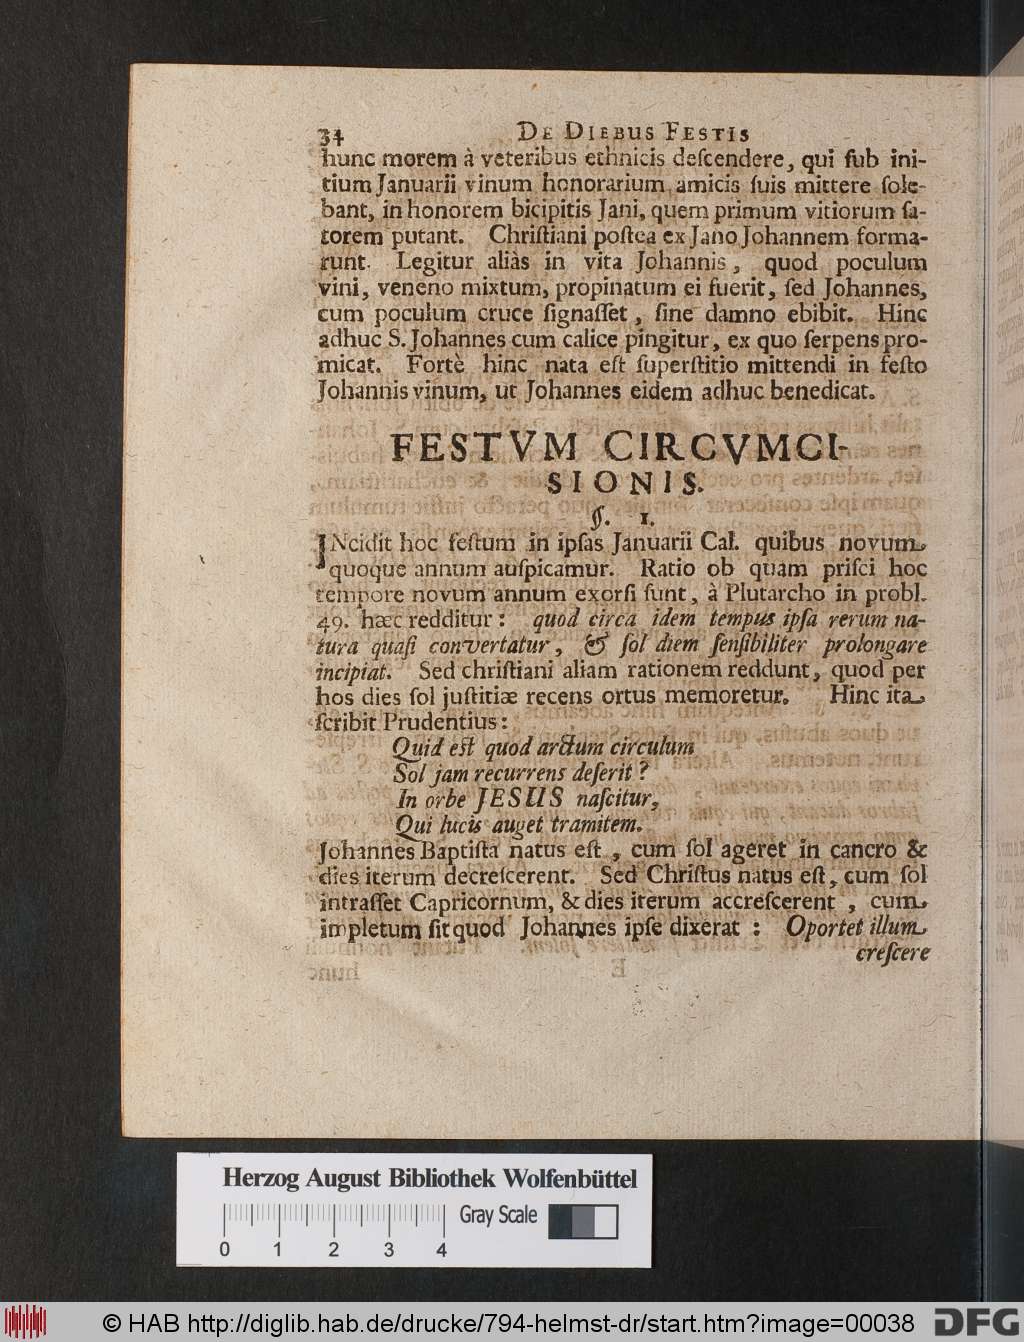 34 DE DIEBUS FESTIS
hunc morem à veteribus ethnicis deſcendere, qui ſub ini-
tium Januarii vinum honorarium amicis ſuis mittere ſole-
bant, in honorem bicipitis Jani, quem primum vitiorum ſa-
torem putant. Chriſtiani poſtea ex Jano Johannem forma-
runt. Legitur aliàs in vita Johannis, quod poculum
vini, veneno mixtum, propinatum ei fuerit, ſed Johannes,
cum poculum cruce ſignaſſet, ſine damno ebibit. Hinc
adhuc S. Johannes cum calice pingitur, ex quo ſerpens pro-
micat. Fortè hinc nata eſt ſuperſtitio mittendi in feſto
Johannis vinum, ut Johannes eidem adhuc benedicat.
FESTVM CIRCVMCI-
SIONIS.
§. 1.
INcidit hoc feſtum in ipſas Januarii Cal. quibus novum
quoque annum auſpicamur. Ratio ob quam priſci hoc
tempore novum annum exorſi ſunt, à Plutarcho in probl.
49. hæc redditur: quod circa idem tempus ipſa rerum na-
tura quaſi convertatur, & ſol diem ſenſibiliter prolongare
incipiat. Sed chriſtiani aliam rationem reddunt, quod per
hos dies ſol juſtitiæ recens ortus memoretur. Hinc ita
ſcribit Prudentius:
Quid eſt quod arctum circulum
Sol jam recurrens deſerit?
In orbe JESUS naſcitur,
Qui lucis auget tramitem.
Johannes Baptiſta natus eſt, cum ſol ageret in cancro &
dies iterum decreſcerent. Sed Chriſtus natus eſt, cum ſol
intraſſet Capricornum, & dies iterum accreſcerent, cum
impletum ſit quod Johannes ipſe dixerat: Oportet illum
creſcere
Herzog August Bibliothek Wolfenbüttel
Gray Scale
0 1 2 3 4
© HAB http://diglib.hab.de/drucke/794-helmst-dr/start.htm?image=00038
DFG